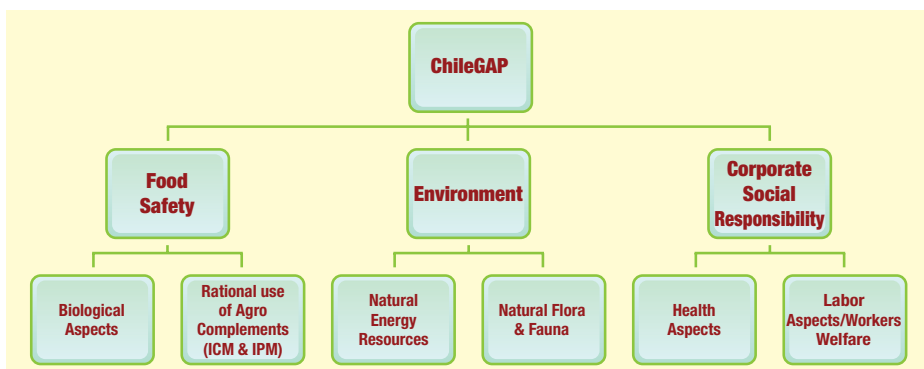 ChileGAP
Food
Safety
Environment
Corporate
Social
Responsibility
Biological
Aspects
Rational use
of Agro
Complements
(ICM & IPM)
Natural
Energy
Resources
Natural Flora
& Fauna
Health
Aspects
Labor
Aspects/Workers
Welfare